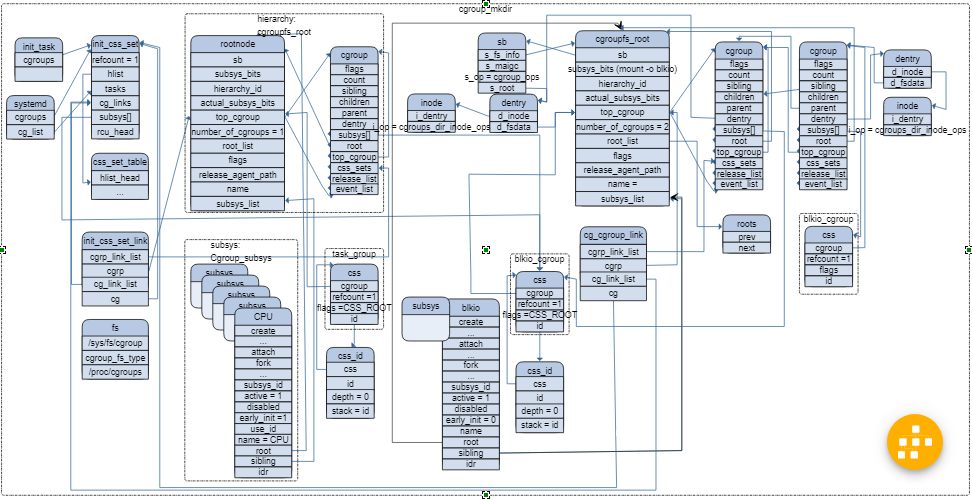 cgroup_mkdir
init_task
cgroups
systemd
cgroups
cg_list
init_css_set
refcount = 1
hlist
tasks
cg_links
subsys[]
rcu_head
css_set_table
hlist_head
...
init_css_set_link
cgrp_link_list
cgrp
cg_link_list
cg
fs
/sys/fs/cgroup
cgroup_fs_type
/proc/cgroups
hierarchy:
cgroupfs_root
rootnode
sb
subsys_bits
hierarchy_id
actual_subsys_bits
top_cgroup
number_of_cgroups = 1
root_list
flags
release_agent_path
name
subsys_list
cgroup
flags
count
sibling
children
parent
dentry
subsys[]
root
top_cgroup
css_sets
release_list
event_list
subsys:
Cgroup_subsys
subsys
subsys
subsys
subsys
CPU
create
...
attach
fork
...
subsys_id
active = 1
disabled
early_init =1
use_id
name = CPU
root
sibling
idr
task_group
css
cgroup
refcount =1
flags =CSS_ROOT
id
css_id
css
id
depth = 0
stack = id
inode
i_dentry
i_op = cgroups_dir_inode_ops
sb
s_fs_info
s_maigc
s_op = cgroup_ops
s_root
dentry
d_inode
d_fsdata
cgroupfs_root
sb
subsys_bits (mount -o blkio)
hierarchy_id
actual_subsys_bits
top_cgroup
number_of_cgroups = 2
root_list
flags
release_agent_path
name =
subsys_list
subsys
blkio
create
...
attach
fork
...
subsys_id
active = 1
disabled
early_init = 0
name
root
sibling
idr
blkio_cgroup
css
cgroup
refcount =1
flags =CSS_ROOT
id
css_id
css
id
depth = 0
stack = id
cg_cgroup_link
cgrp_link_list
cgrp
cg_link_list
cg
cgroup
flags
count
sibling
children
parent
dentry
subsys[]
root
top_cgroup
css_sets
release_list
event_list
roots
prev
next
cgroup
flags
count
sibling
children
parent
dentry
subsys[]
root
top_cgroup
css_sets
release_list
event_list
dentry
d_inode
d_fsdata
inode
i_dentry
i_op = cgroups_dir_inode_ops
blkio_cgroup
css
cgroup
refcount =1
flags
id